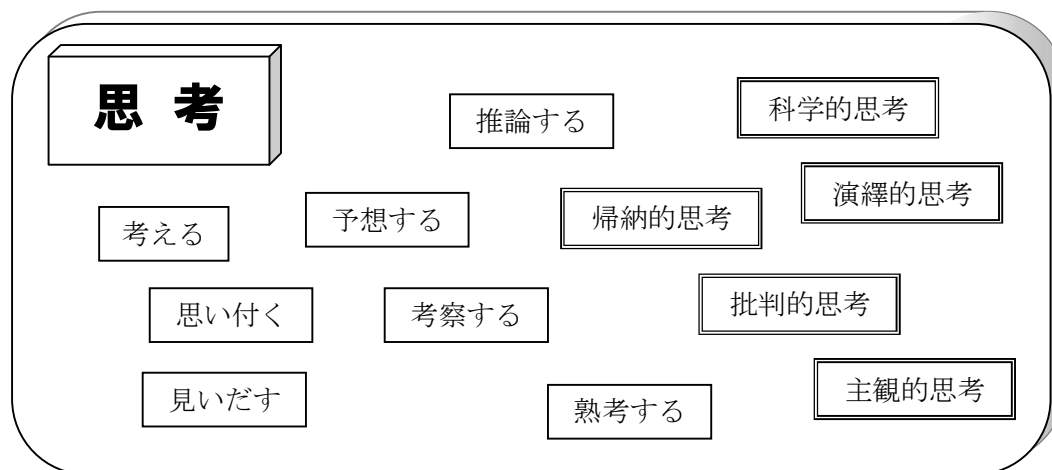 思 考
推論する
科学的思考
演繹的思考
予想する
帰納的思考
考える
批判的思考
思い付く
考察する
主観的思考
見いだす
熟考する